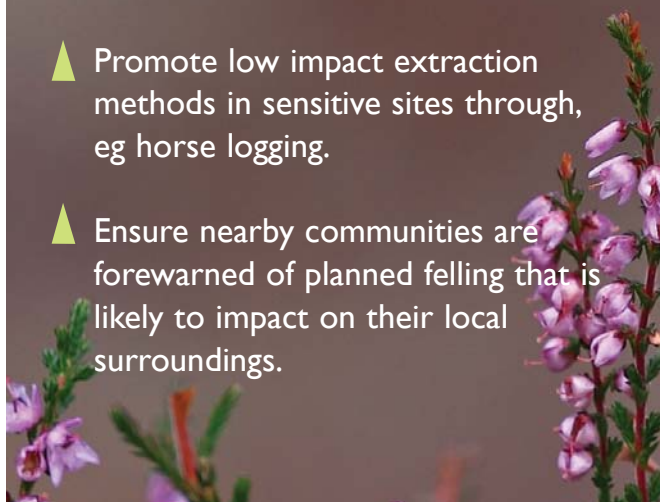 Promote low impact extraction
methods in sensitive sites through,
eg horse logging.
Ensure nearby communities are
forewarned of planned felling that is
likely to impact on their local
surroundings.